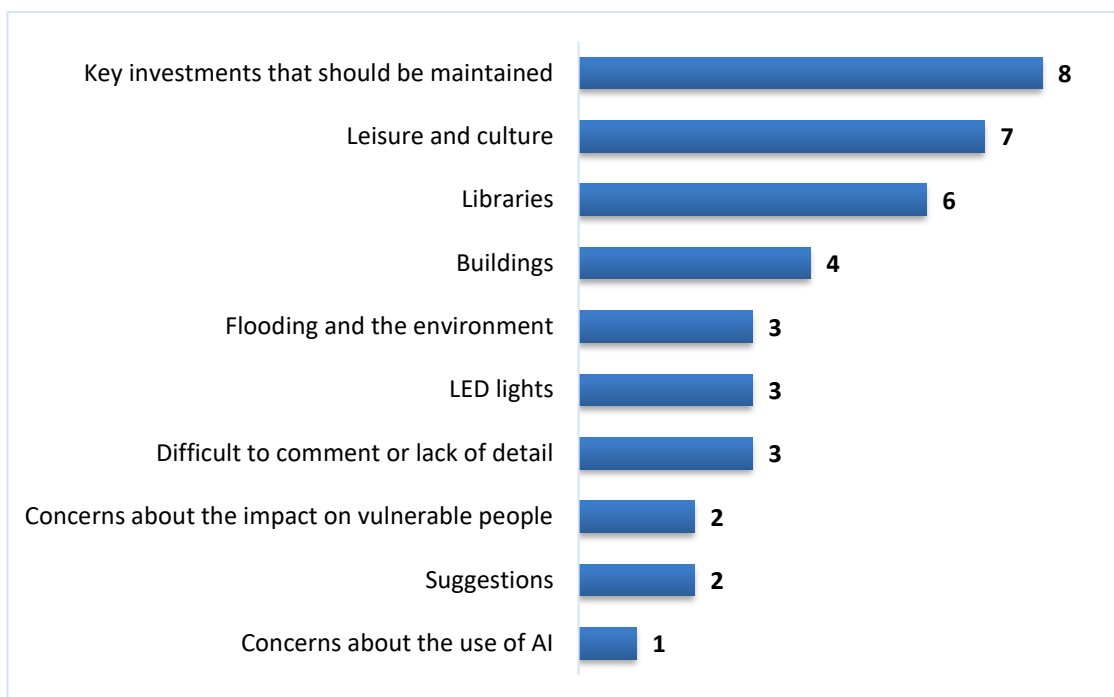 Key investments that should be maintained 8
Leisure and culture 7
Libraries 6
Buildings 4
Flooding and the environment 3
LED lights 3
Difficult to comment or lack of detail 3
Concerns about the impact on vulnerable people 2
Suggestions 2
Concerns about the use of AI 1